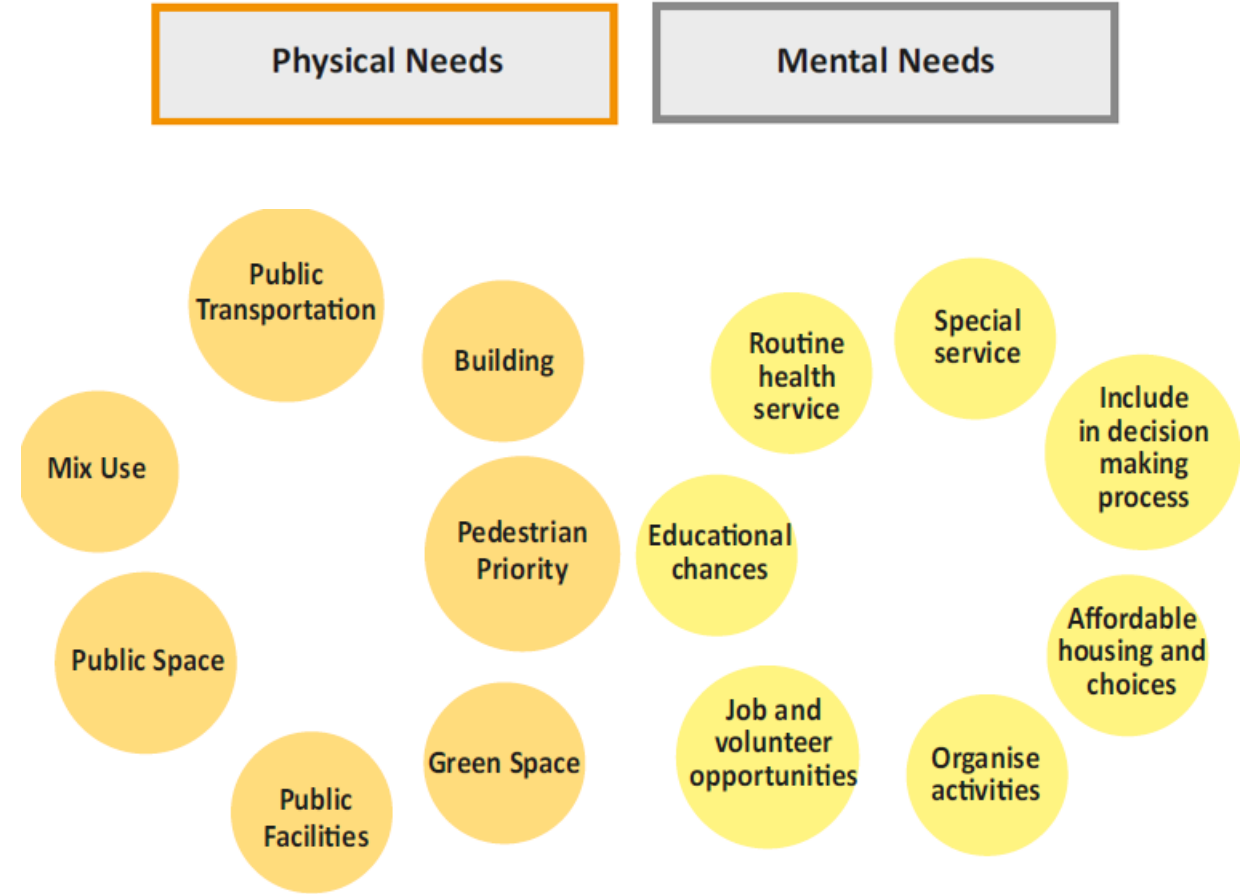 Physical Needs
Mental Needs
Public
Transportation
Building
Mix Use
Pedestrian
Priority
Public Space
Green Space
Public
Facilities
Routine
health
service
Special
service
Include
in decision
making
process
Educational
chances
Affordable
housing and
choices
Job and
volunteer
opportunities
Organise
activities